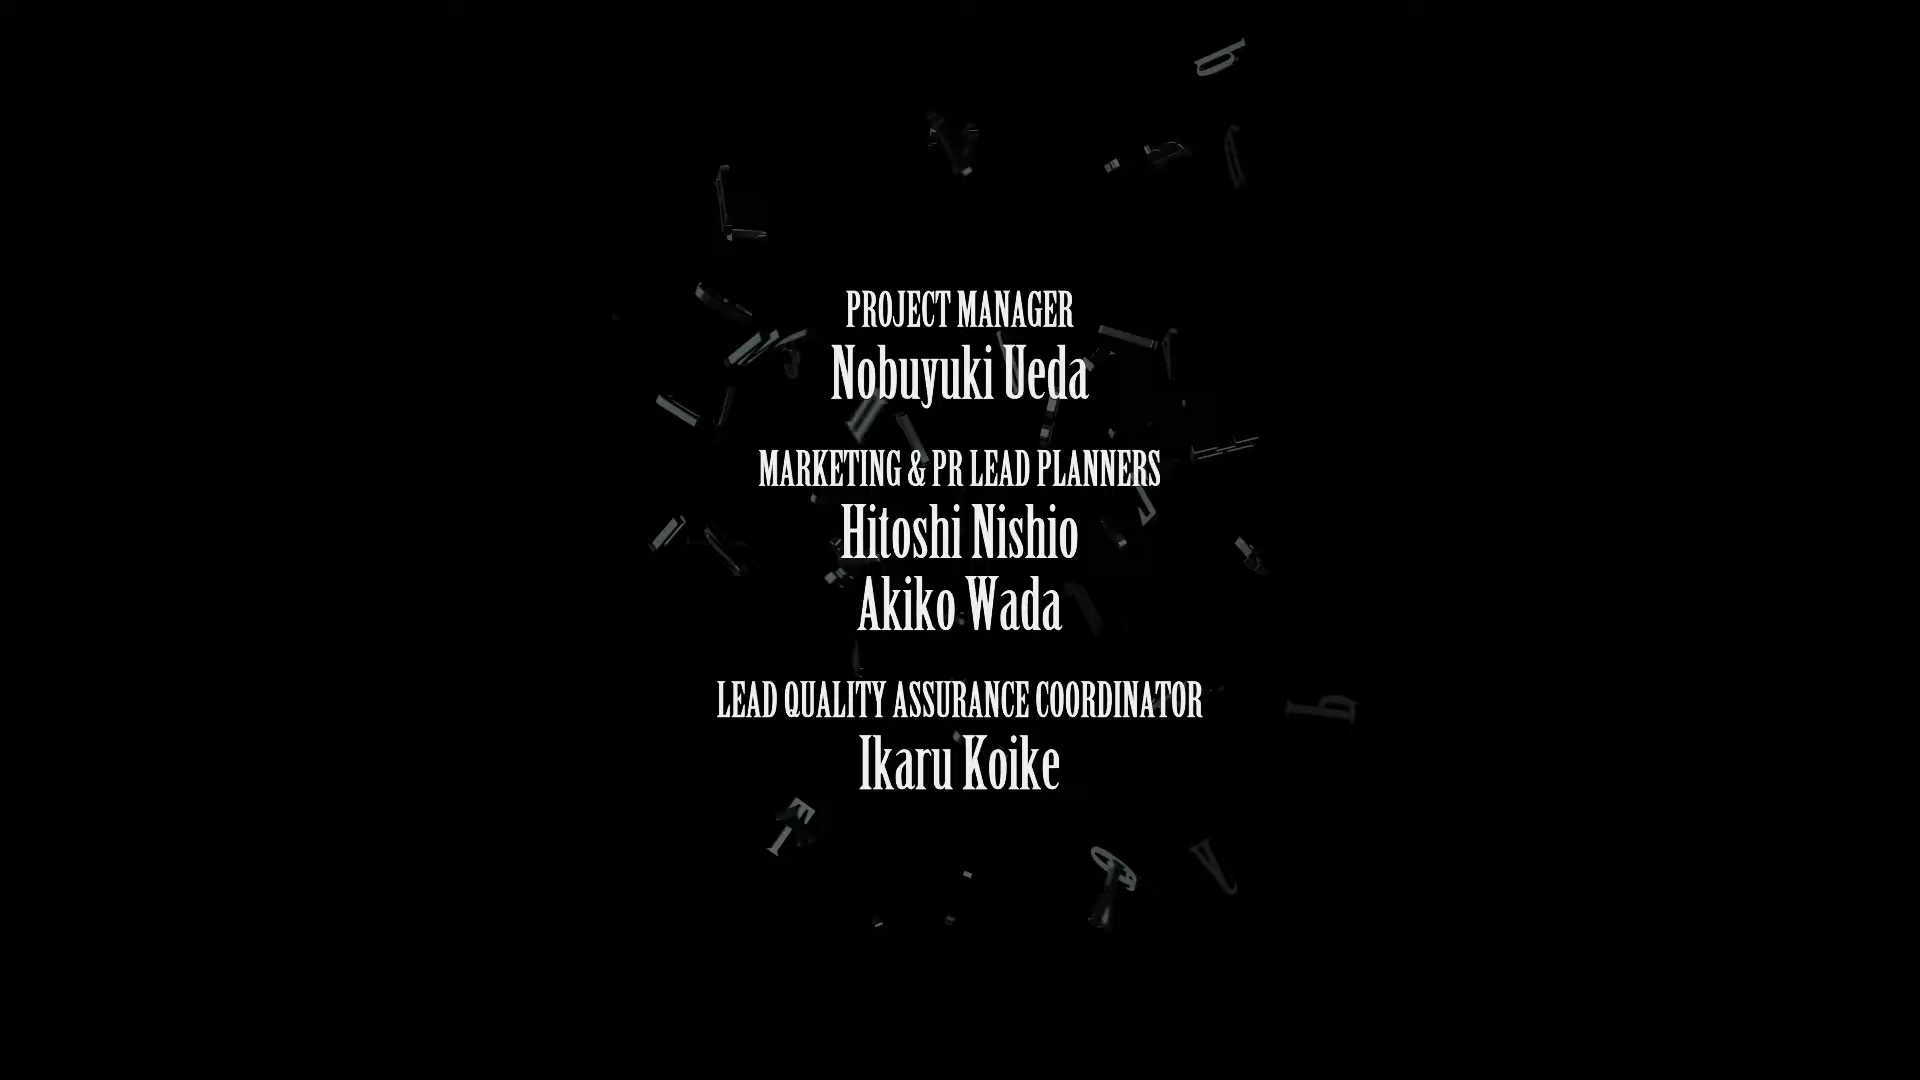 PROJECT MANAGER
Nobuyuki Ueda
MARKETING & PR LEAD PLANNERS
Hitoshi Nishio
Akiko Wada
LEAD QUALITY ASSURANCE COORDINATOR
Ikaru Koike